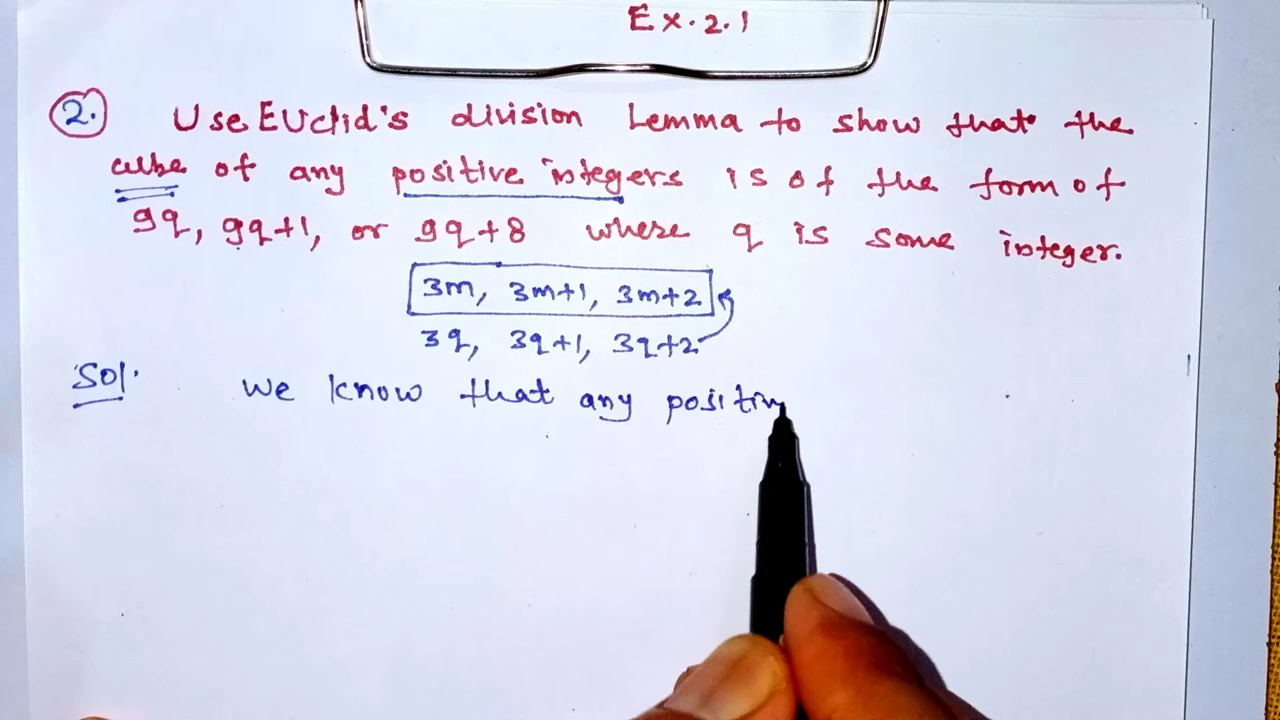 Ex. 2.1
2. Use Euclid's division Lemma to show that the
cube of any positive integers is of the form of
9q, 9q+1, or 9q+8 where q is some integer.
3m, 3m+1, 3m+2
3q, 3q+1, 3q+2
Sol. We know that any positiv